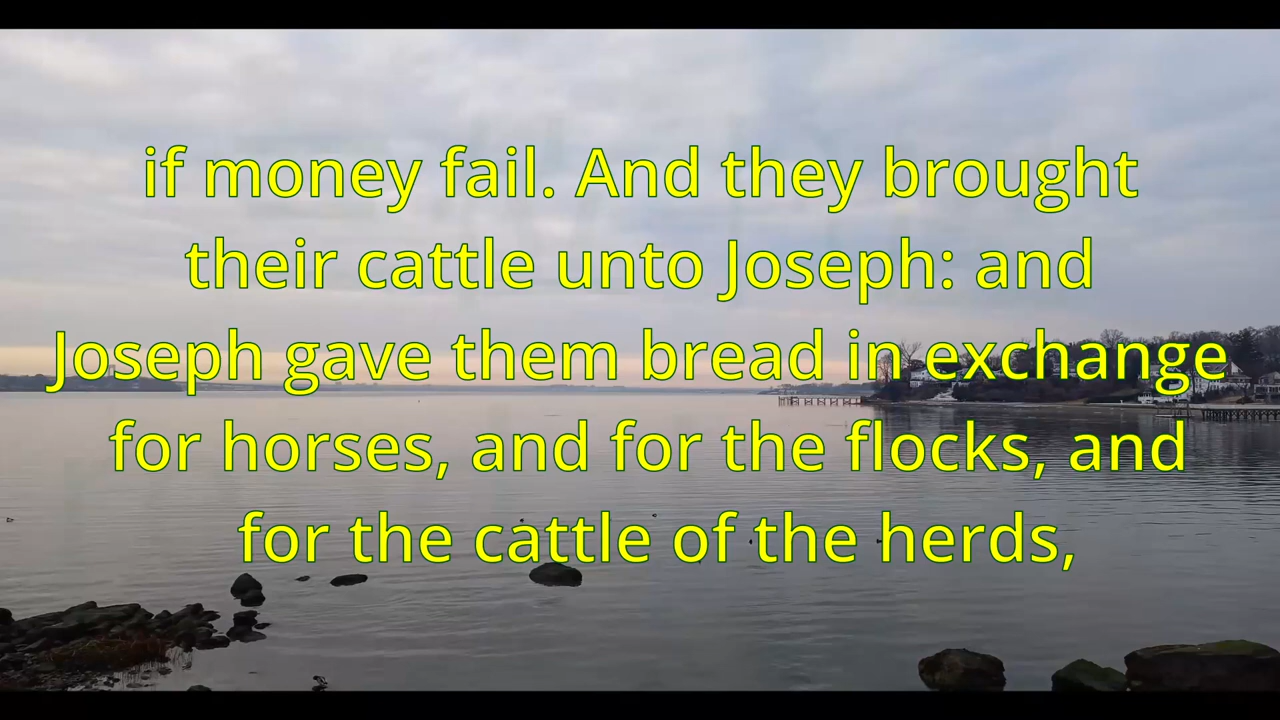 if money fail. And they brought
their cattle unto Joseph: and
Joseph gave them bread in exchange
for horses, and for the flocks, and
for the cattle of the herds,